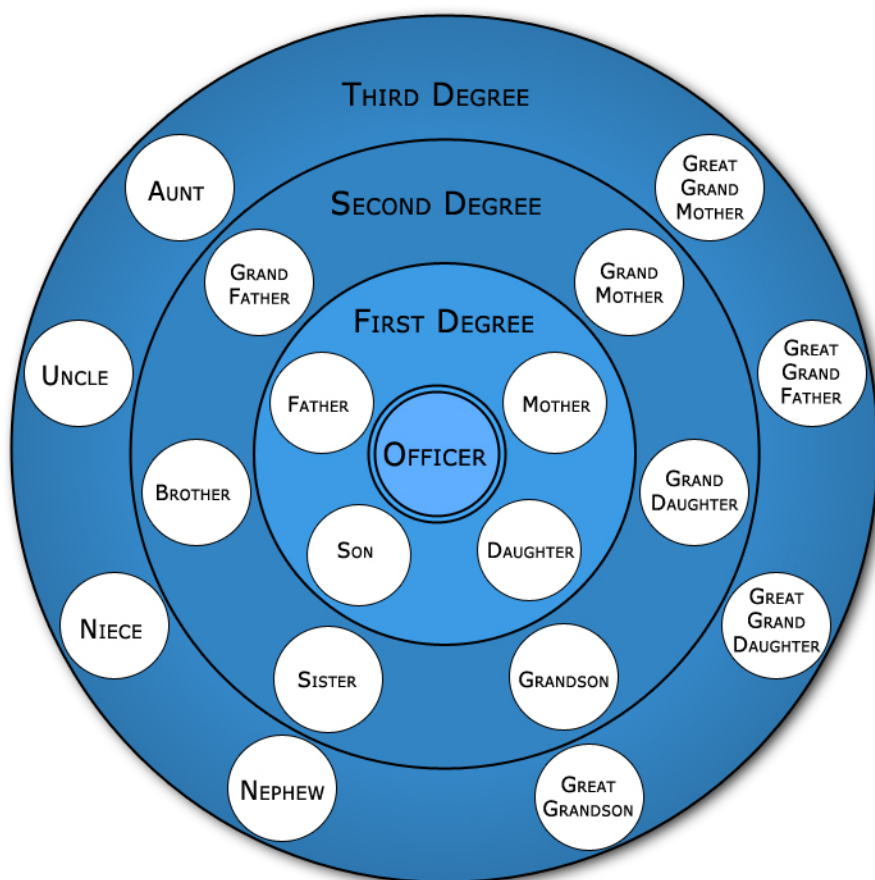 Third Degree
Aunt
Great
Grand
Mother
Second Degree
Grand
Father
Grand
Mother
First Degree
Uncle
Great
Grand
Father
Father
Mother
Officer
Brother
Grand
Daughter
Son
Daughter
Niece
Great
Grand
Daughter
Sister
Grandson
Nephew
Great
Grandson